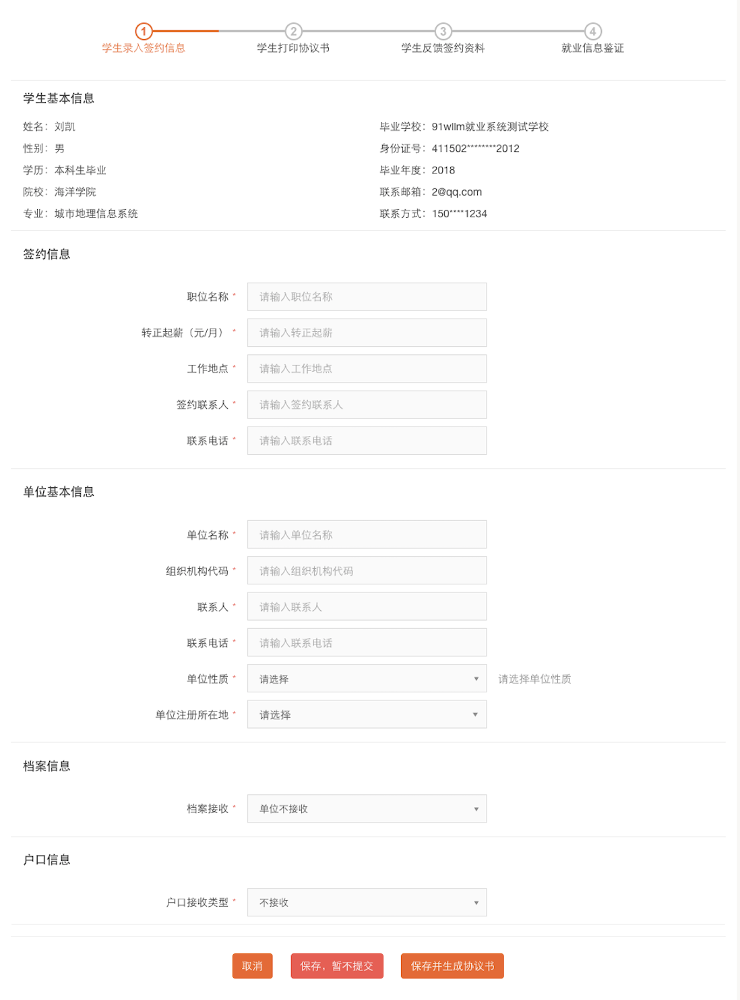 1 2 3 4
学生录入签约信息 学生打印协议书 学生反馈签约资料 就业信息鉴证
学生基本信息
姓名：刘凯 毕业学校：91wllm就业系统测试学校
性别：男 身份证号：411502********2012
学历：本科生毕业 毕业年度：2018
院校：海洋学院 联系邮箱：2@qq.com
专业：城市地理信息系统 联系方式：150****1234
签约信息
职位名称 * 请输入职位名称
转正起薪（元/月） * 请输入转正起薪
工作地点 * 请输入工作地点
签约联系人 * 请输入签约联系人
联系电话 * 请输入联系电话
单位基本信息
单位名称 * 请输入单位名称
组织机构代码 * 请输入组织机构代码
联系人 * 请输入联系人
联系电话 * 请输入联系电话
单位性质 * 请选择 请选择单位性质
单位注册所在地 * 请选择
档案信息
档案接收 * 单位不接收
户口信息
户口接收类型 * 不接收
取消 保存，暂不提交 保存并生成协议书